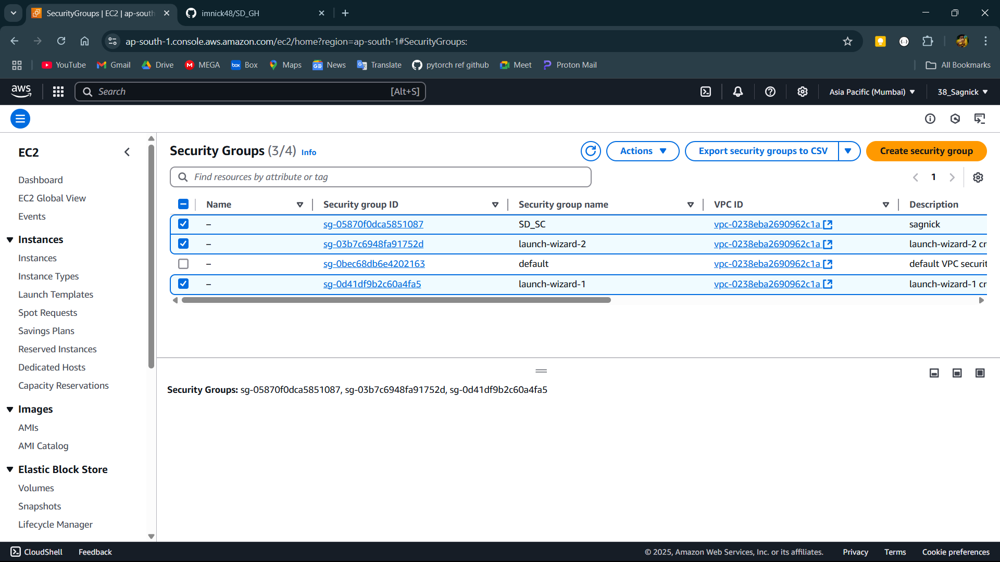 SecurityGroups | EC2 | ap-south
imnick48/SD_GH
ap-south-1.console.aws.amazon.com/ec2/home?region=ap-south-1#SecurityGroups:
YouTube
Gmail
Drive
MEGA
box Box
Maps
News
Translate
pytorch ref github
Meet
Proton Mail
All Bookmarks
aws
Search
[Alt+S]
Asia Pacific (Mumbai)
38_Sagnick
EC2
Dashboard
EC2 Global View
Events
Instances
Instances
Instance Types
Launch Templates
Spot Requests
Savings Plans
Reserved Instances
Dedicated Hosts
Capacity Reservations
Images
AMIs
AMI Catalog
Elastic Block Store
Volumes
Snapshots
Lifecycle Manager
Security Groups (3/4) Info
Actions
Export security groups to CSV
Create security group
Find resources by attribute or tag
1
Name Security group ID Security group name VPC ID Description
– sg-05870f0dca5851087 SD_SC vpc-0238eba2690962c1a sagnick
– sg-03b7c6948fa91752d launch-wizard-2 vpc-0238eba2690962c1a launch-wizard-2 cr
– sg-0bec68db6e4202163 default vpc-0238eba2690962c1a default VPC securit
– sg-0d41df9b2c60a4fa5 launch-wizard-1 vpc-0238eba2690962c1a launch-wizard-1 cr
Security Groups: sg-05870f0dca5851087, sg-03b7c6948fa91752d, sg-0d41df9b2c60a4fa5
CloudShell
Feedback
© 2025, Amazon Web Services, Inc. or its affiliates.
Privacy
Terms
Cookie preferences